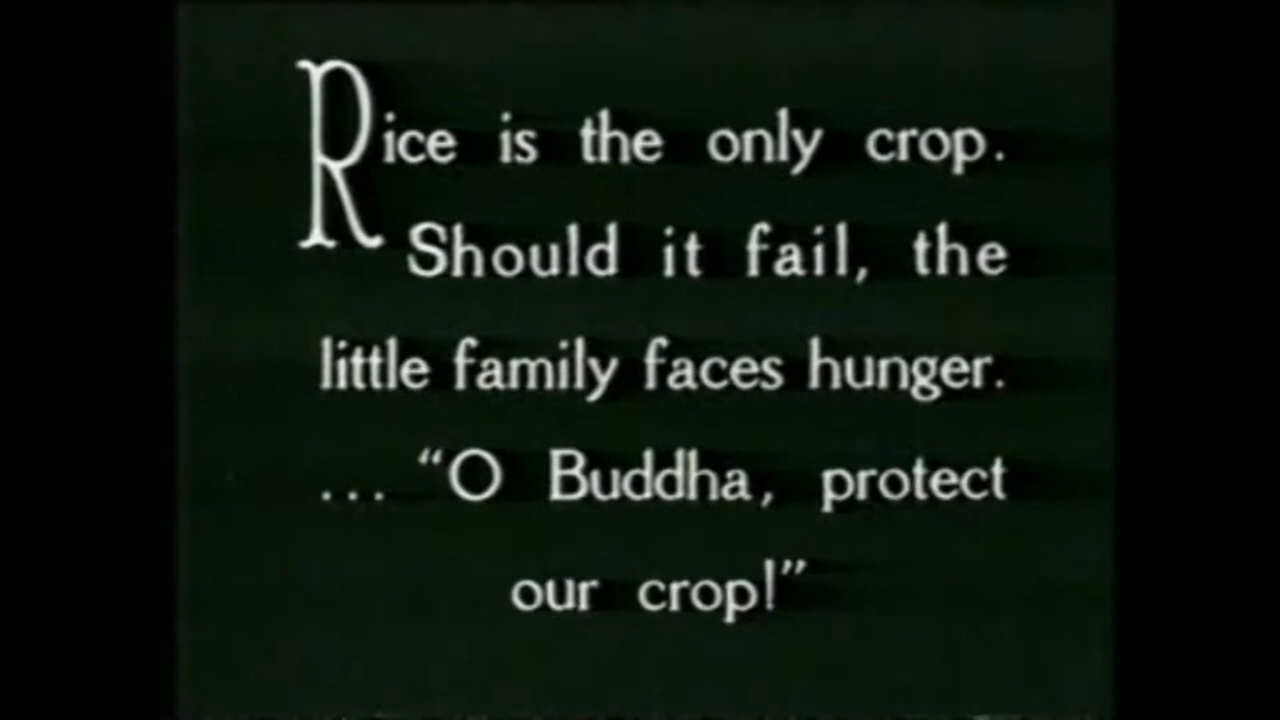 Rice is the only crop.
Should it fail, the
little family faces hunger.
... “O Buddha, protect
our crop!”